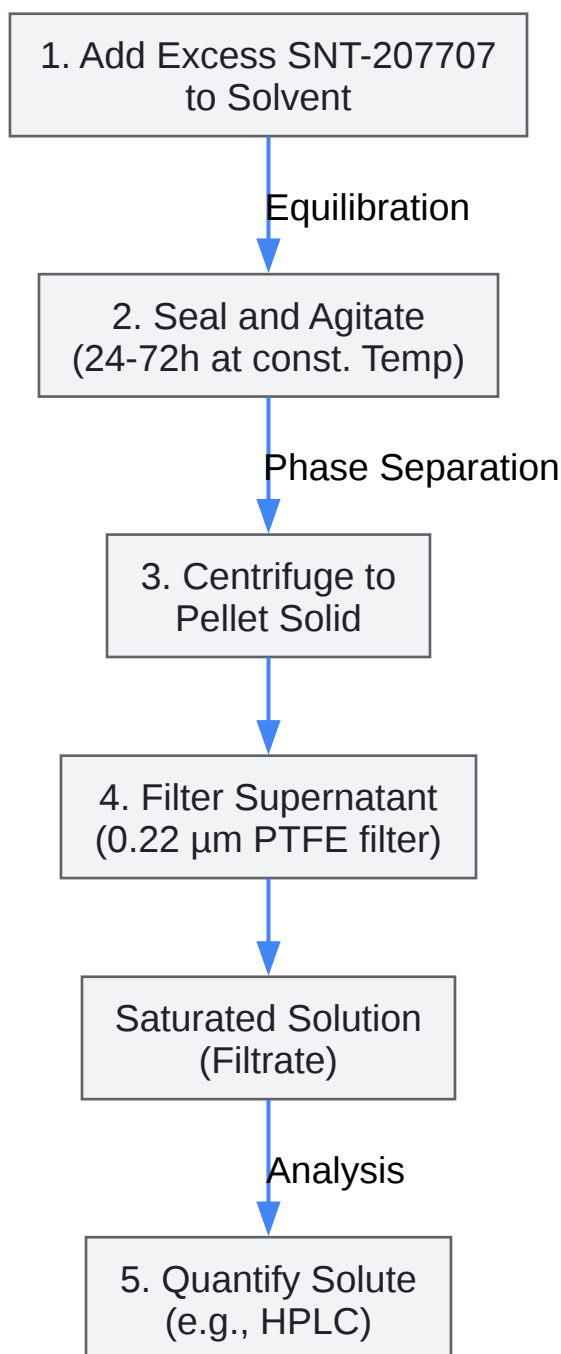 1. Add Excess SNT-207707
to Solvent
Equilibration
2. Seal and Agitate
(24-72h at const. Temp)
Phase Separation
3. Centrifuge to
Pellet Solid
4. Filter Supernatant
(0.22 µm PTFE filter)
Saturated Solution
(Filtrate)
Analysis
5. Quantify Solute
(e.g., HPLC)